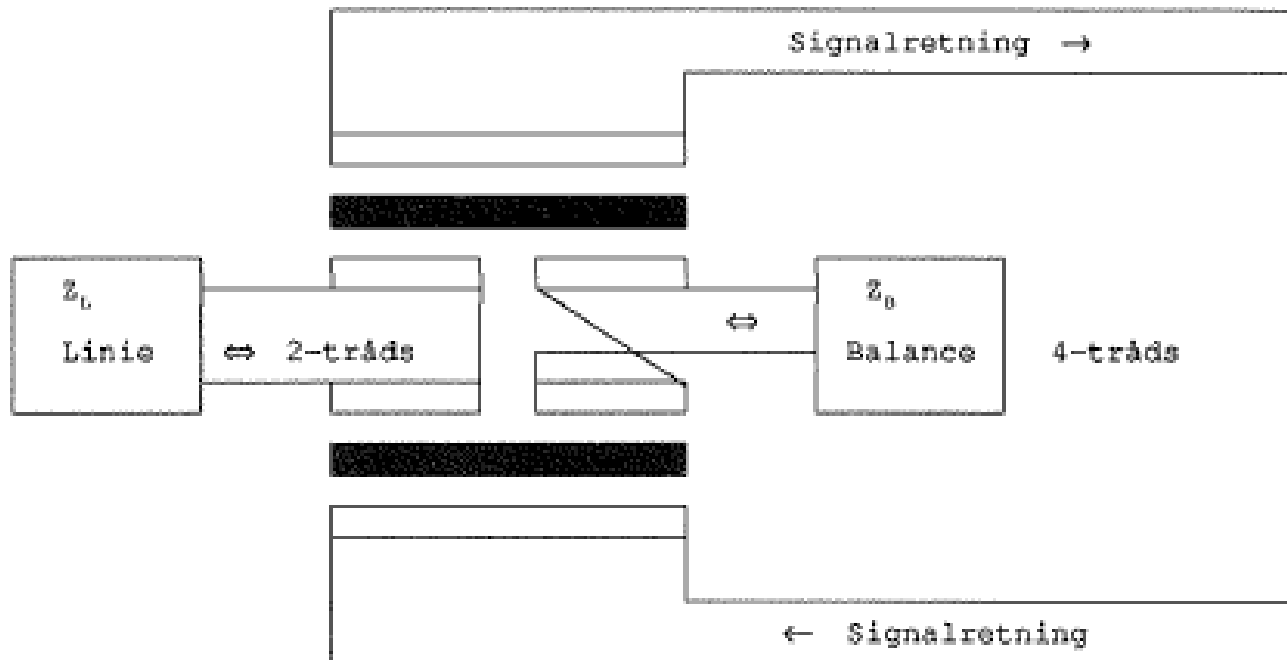 Signalretning →
Z_L
Linie
⇔ 2-tråds
⇔
Z_B
Balance
4-tråds
← Signalretning